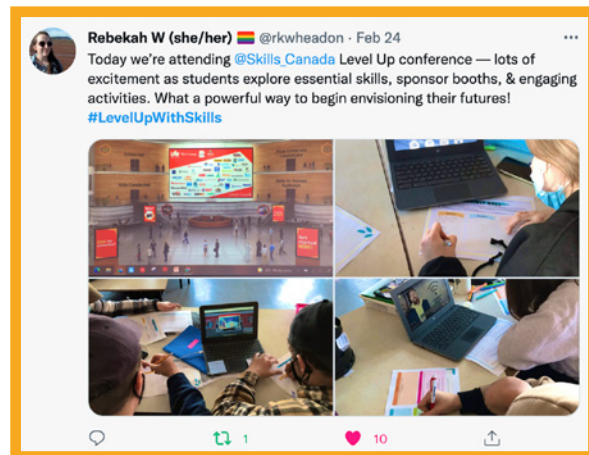 Rebekah W (she/her) 🏳️‍🌈 @rkwheadon · Feb 24
Today we're attending @Skills_Canada Level Up conference — lots of
excitement as students explore essential skills, sponsor booths, & engaging
activities. What a powerful way to begin envisioning their futures!
#LevelUpWithSkills
1
10